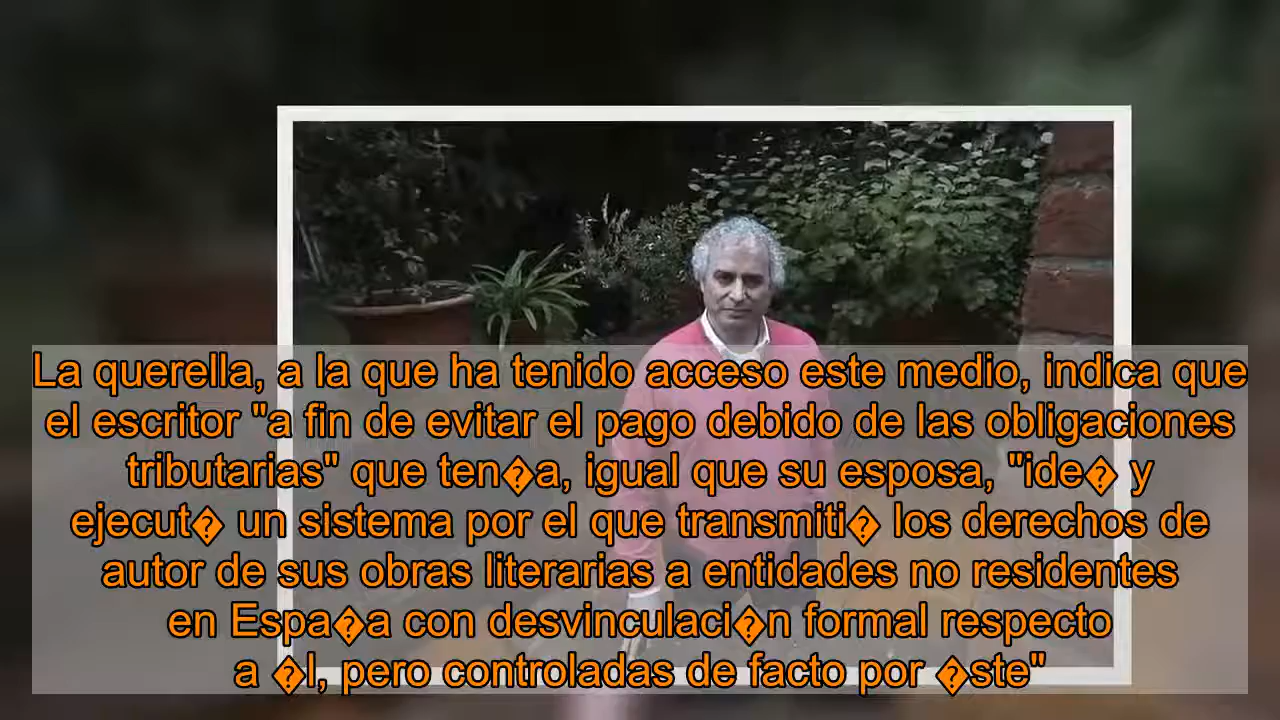 La querella, a la que ha tenido acceso este medio, indica que
el escritor "a fin de evitar el pago debido de las obligaciones
tributarias" que ten�a, igual que su esposa, "ide� y
ejecut� un sistema por el que transmiti� los derechos de
autor de sus obras literarias a entidades no residentes
en Espa�a con desvinculaci�n formal respecto
a �l, pero controladas de facto por �ste"